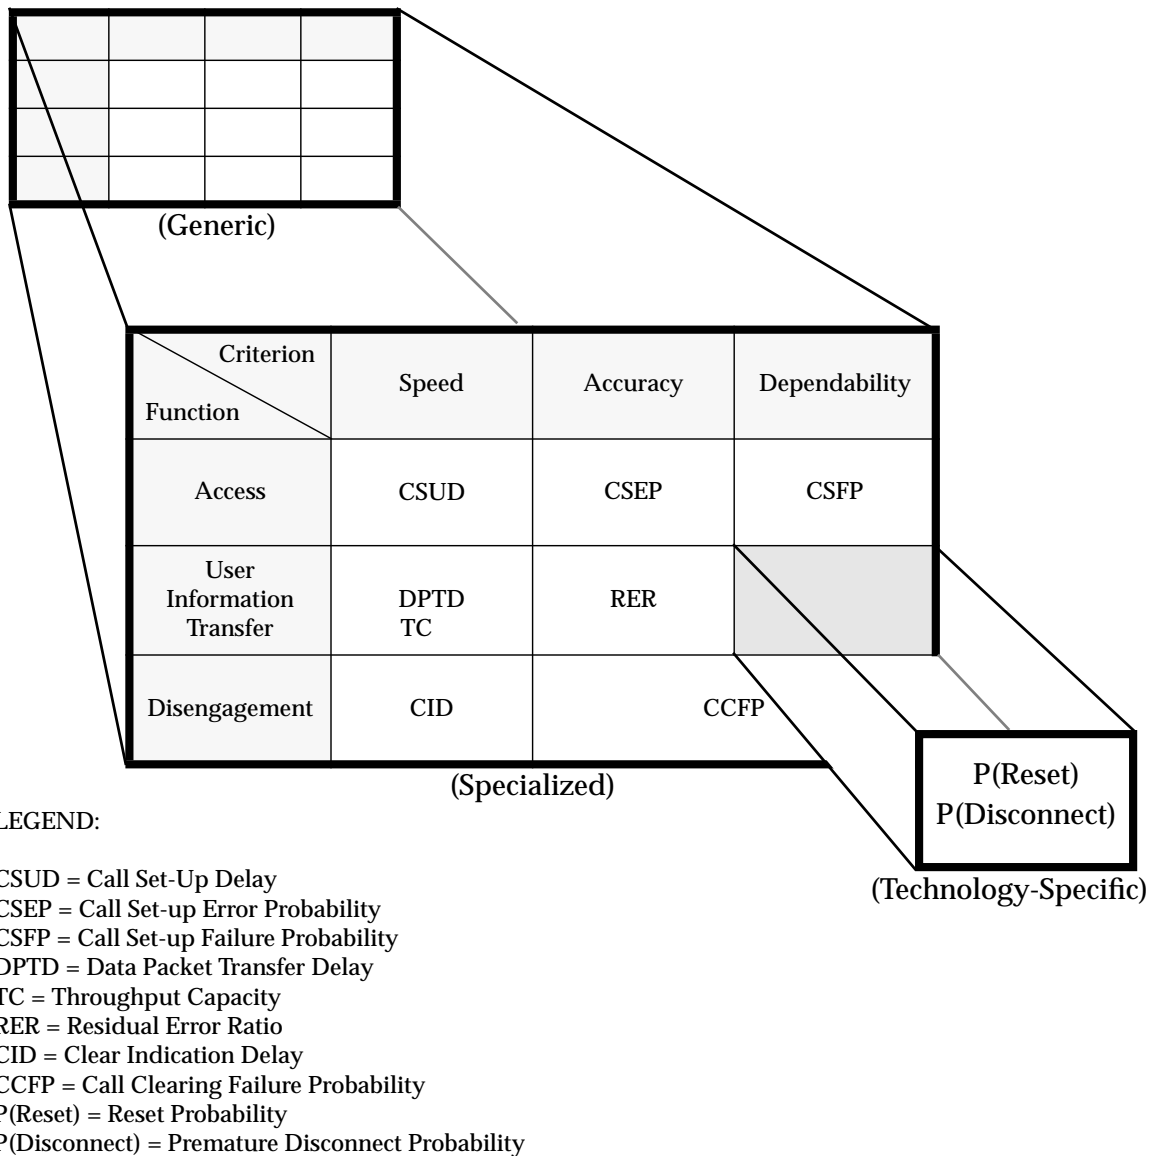 (Generic)
Criterion
Function
Speed
Accuracy
Dependability
Access
CSUD
CSEP
CSFP
User
Information
Transfer
DPTD
TC
RER
Disengagement
CID
CCFP
(Specialized)
P(Reset)
P(Disconnect)
(Technology-Specific)
LEGEND:
CSUD = Call Set-Up Delay
CSEP = Call Set-up Error Probability
CSFP = Call Set-up Failure Probability
DPTD = Data Packet Transfer Delay
TC = Throughput Capacity
RER = Residual Error Ratio
CID = Clear Indication Delay
CCFP = Call Clearing Failure Probability
P(Reset) = Reset Probability
P(Disconnect) = Premature Disconnect Probability